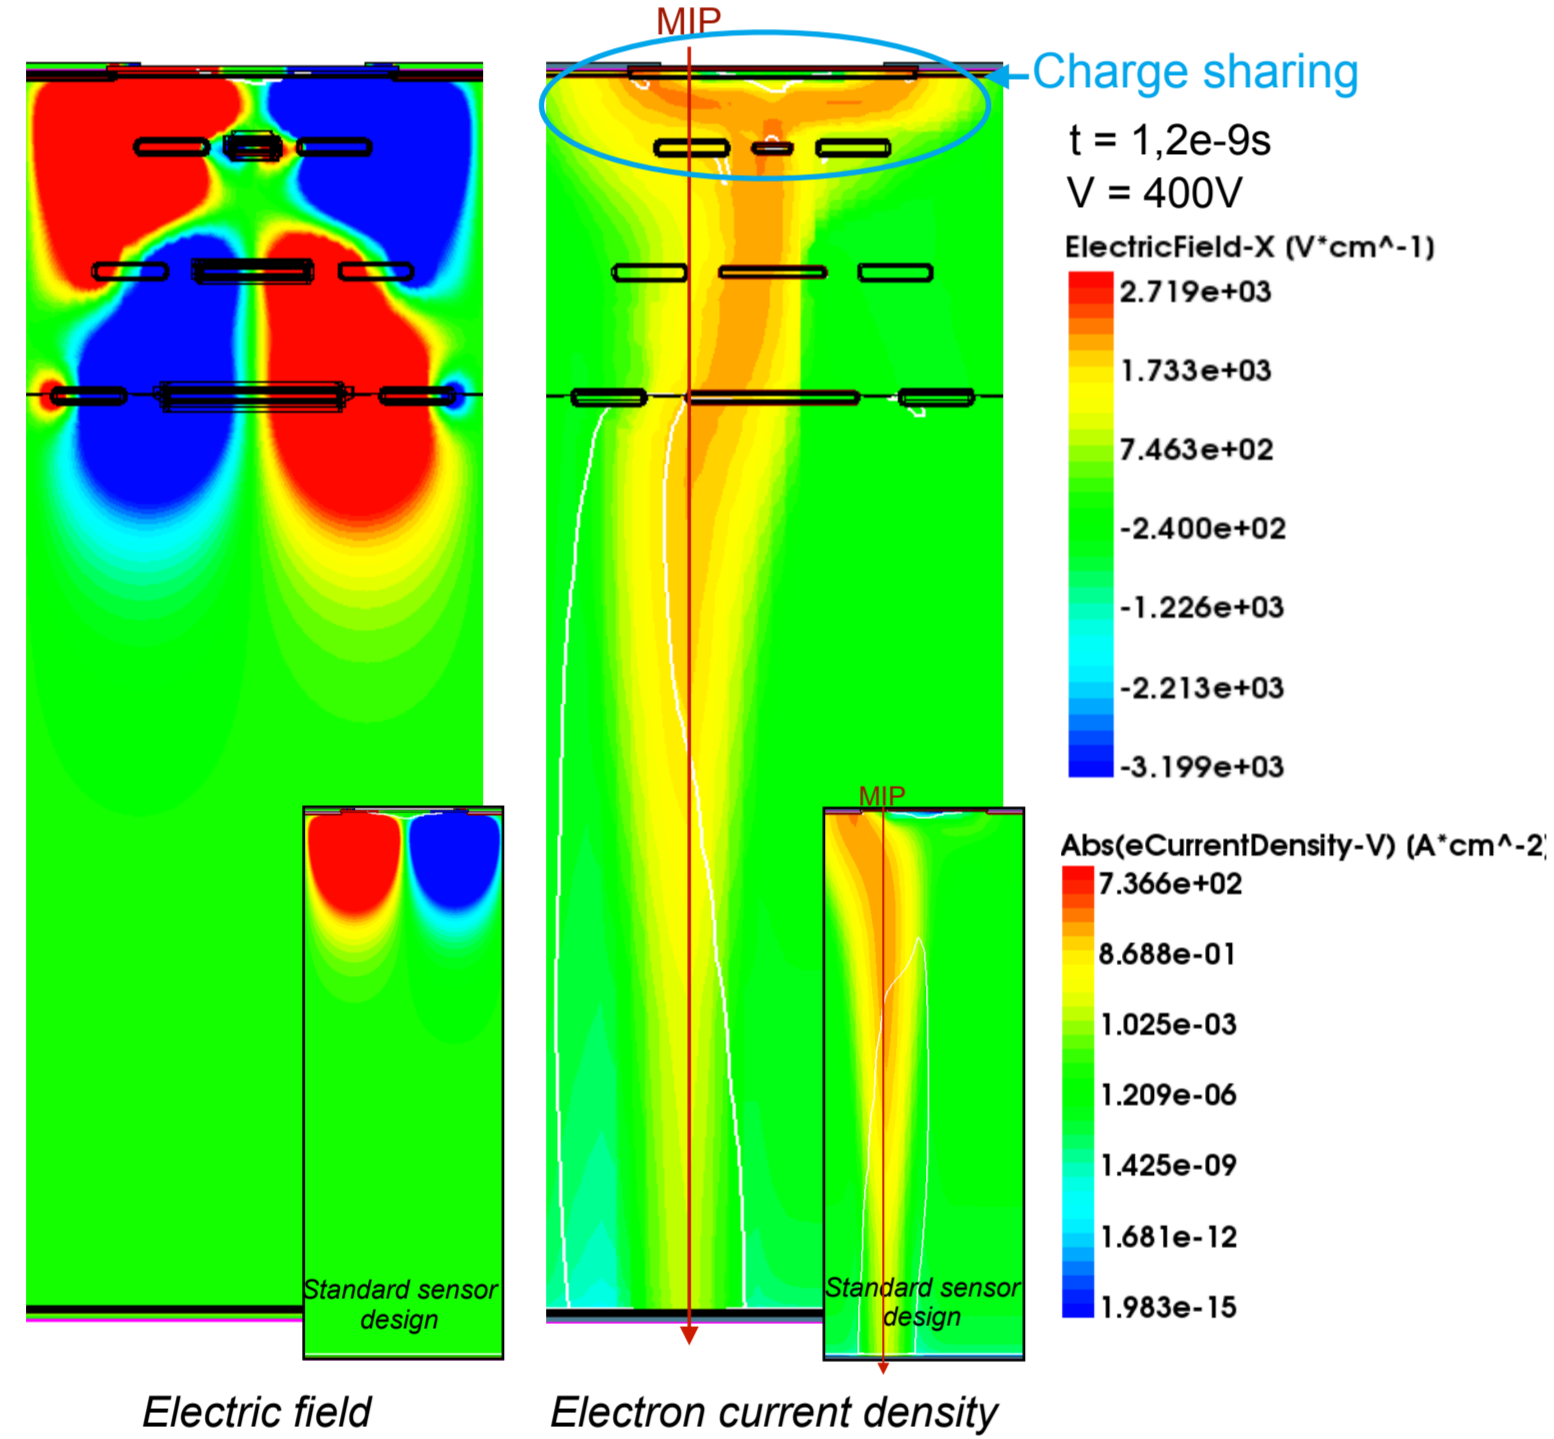 MIP
Charge sharing
t = 1,2e-9s
V = 400V
ElectricField-X (V*cm^-1)
2.719e+03
1.733e+03
7.463e+02
-2.400e+02
-1.226e+03
-2.213e+03
-3.199e+03
MIP
Abs(eCurrentDensity-V) (A*cm^-2)
7.366e+02
8.688e-01
1.025e-03
1.209e-06
1.425e-09
1.681e-12
1.983e-15
Standard sensor
design
Standard sensor
design
Electric field
Electron current density